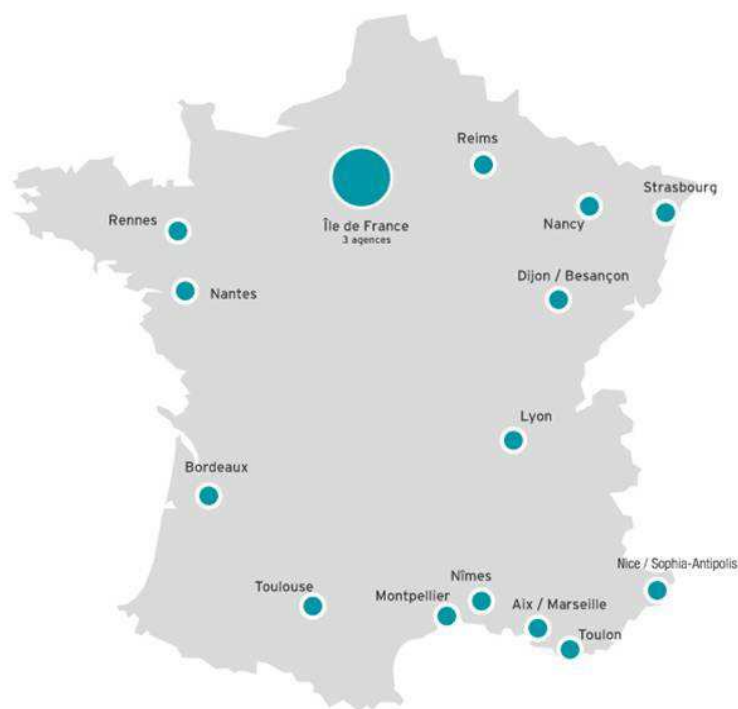 Reims
Strasbourg
Rennes
Île de France
3 agences
Nancy
Dijon / Besançon
Nantes
Lyon
Bordeaux
Nice / Sophia-Antipolis
Nîmes
Toulouse
Montpellier
Aix / Marseille
Toulon